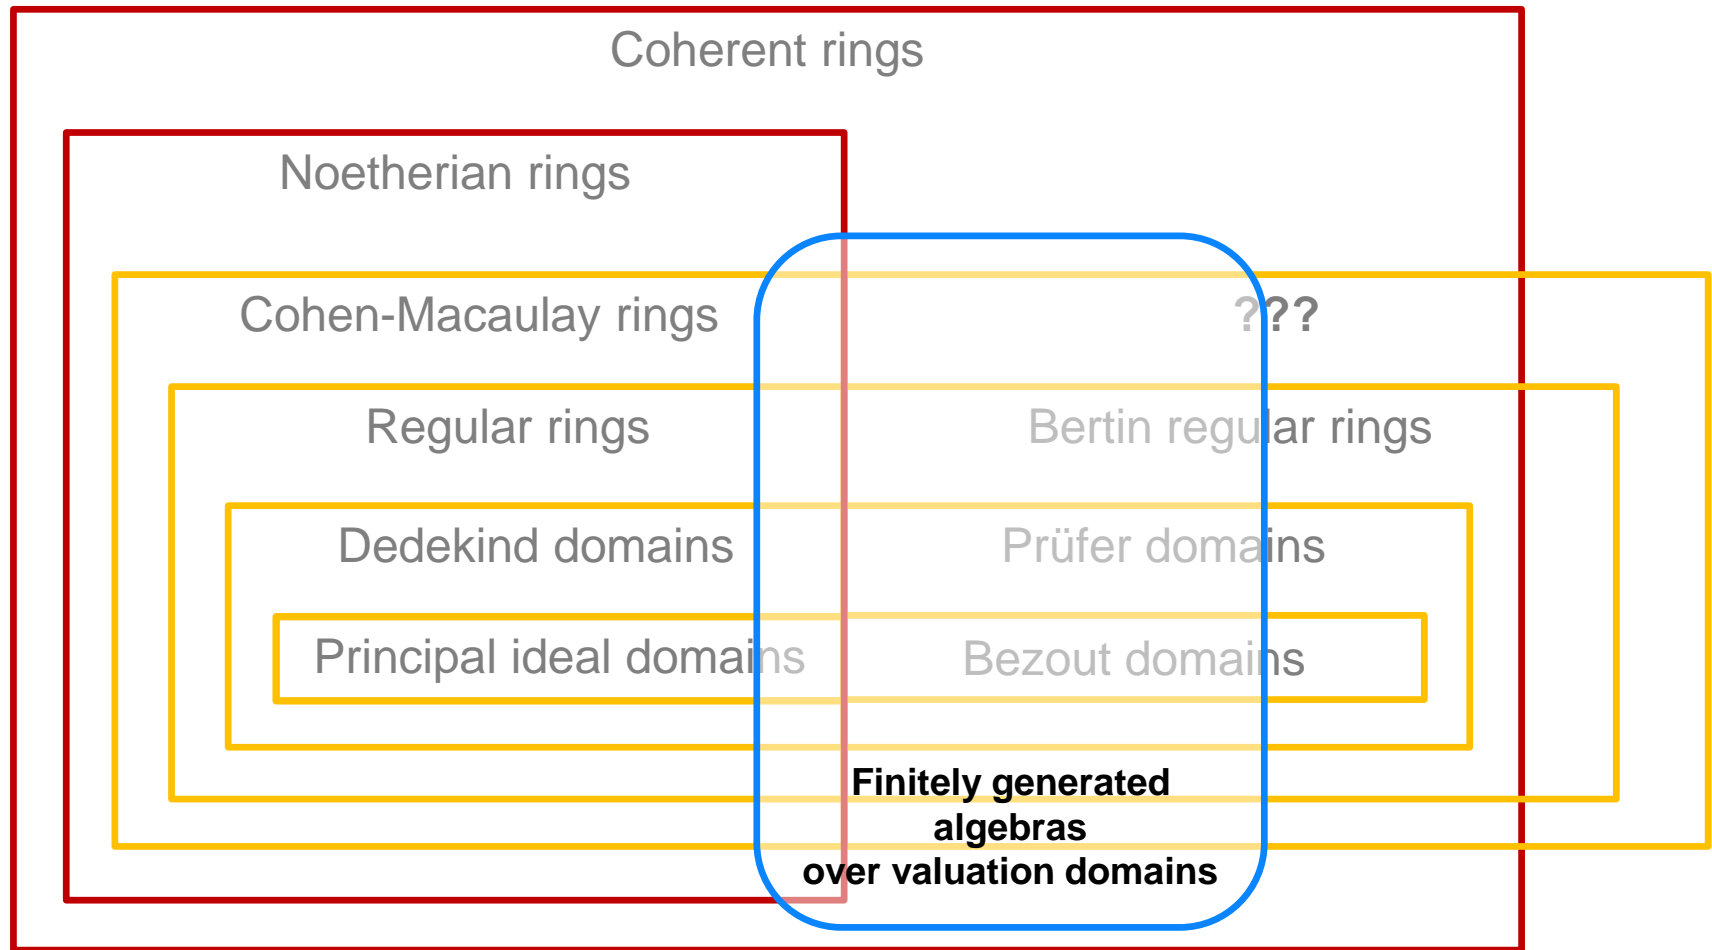 Coherent rings
Noetherian rings
Cohen-Macaulay rings
???
Regular rings
Bertin regular rings
Dedekind domains
Prüfer domains
Principal ideal domains
Bezout domains
Finitely generated
algebras
over valuation domains